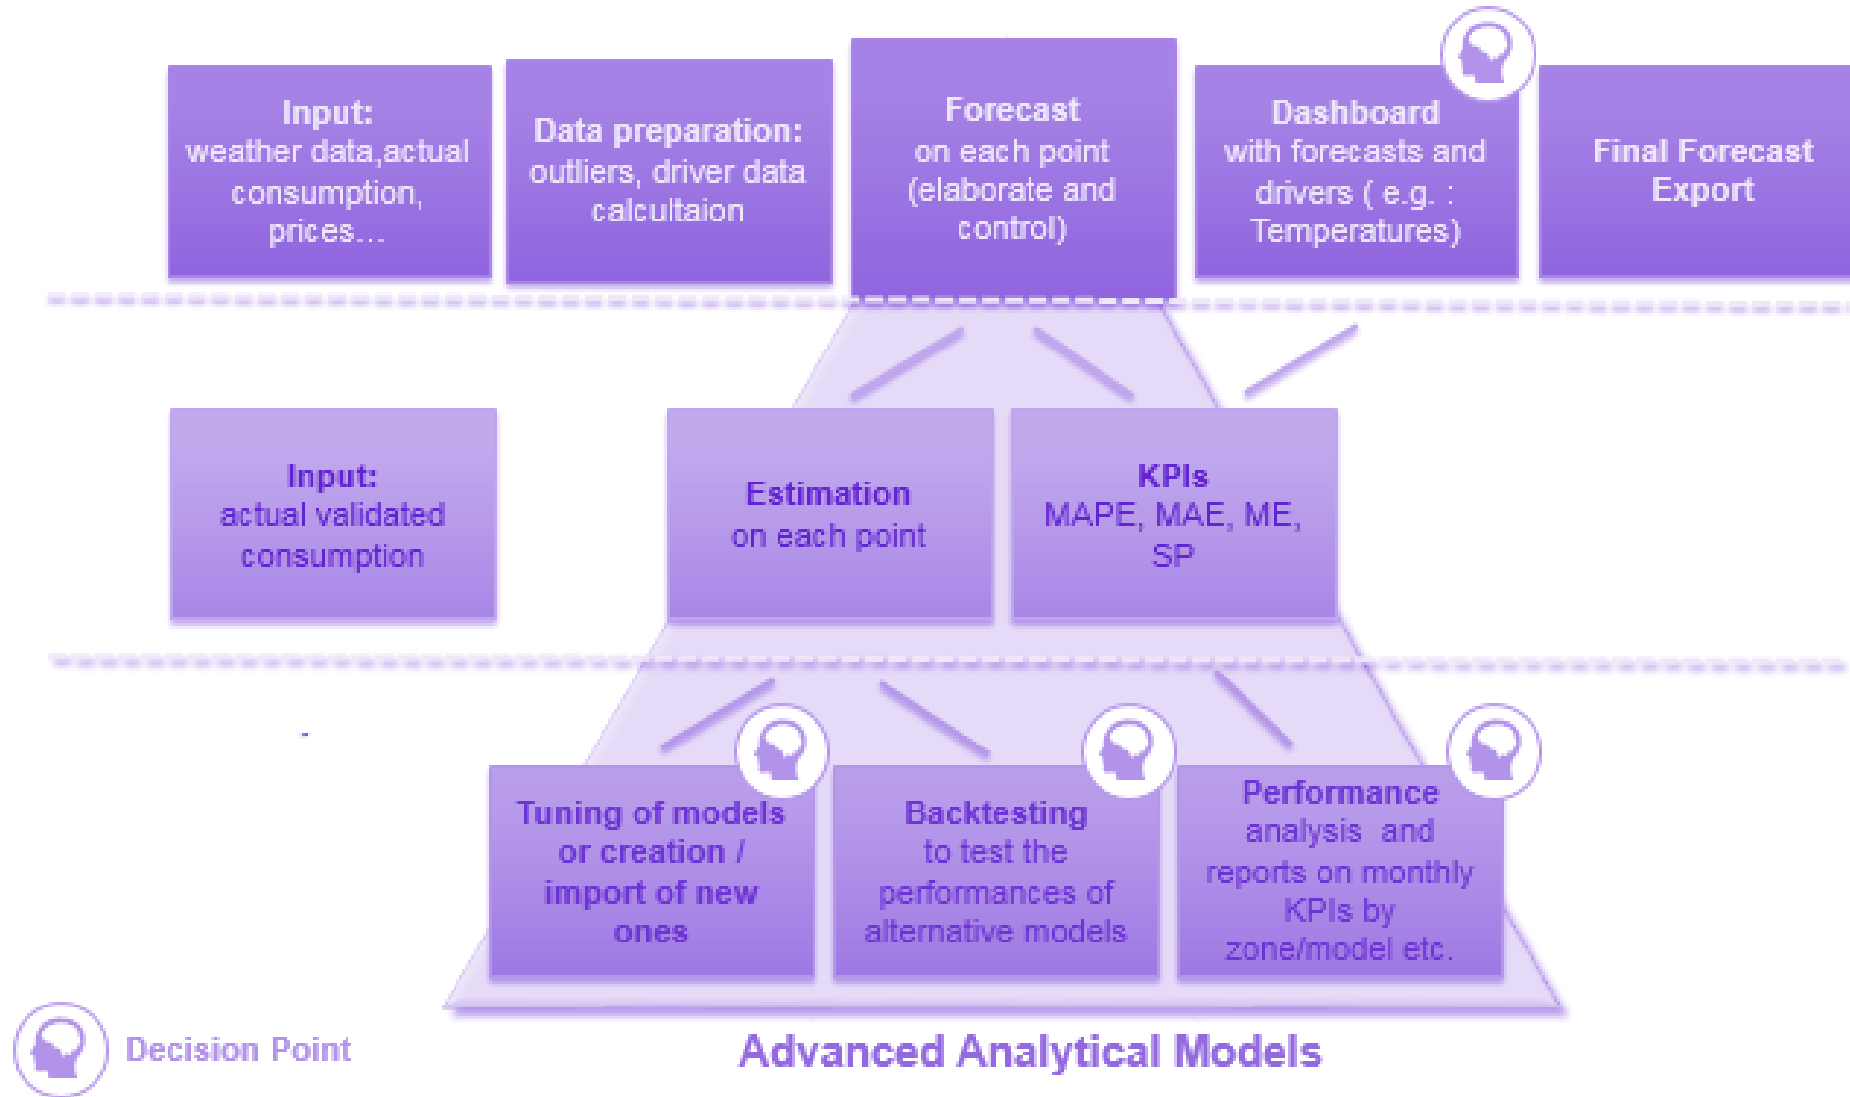 Input:
weather data,actual
consumption,
prices...
Data preparation:
outliers, driver data
calcultaion
Forecast
on each point
(elaborate and
control)
Dashboard
with forecasts and
drivers ( e.g. :
Temperatures)
Final Forecast
Export
Input:
actual validated
consumption
Estimation
on each point
KPIs
MAPE, MAE, ME,
SP
Tuning of models
or creation /
import of new
ones
Backtesting
to test the
performances of
alternative models
Performance
analysis and
reports on monthly
KPIs by
zone/model etc.
Decision Point
Advanced Analytical Models